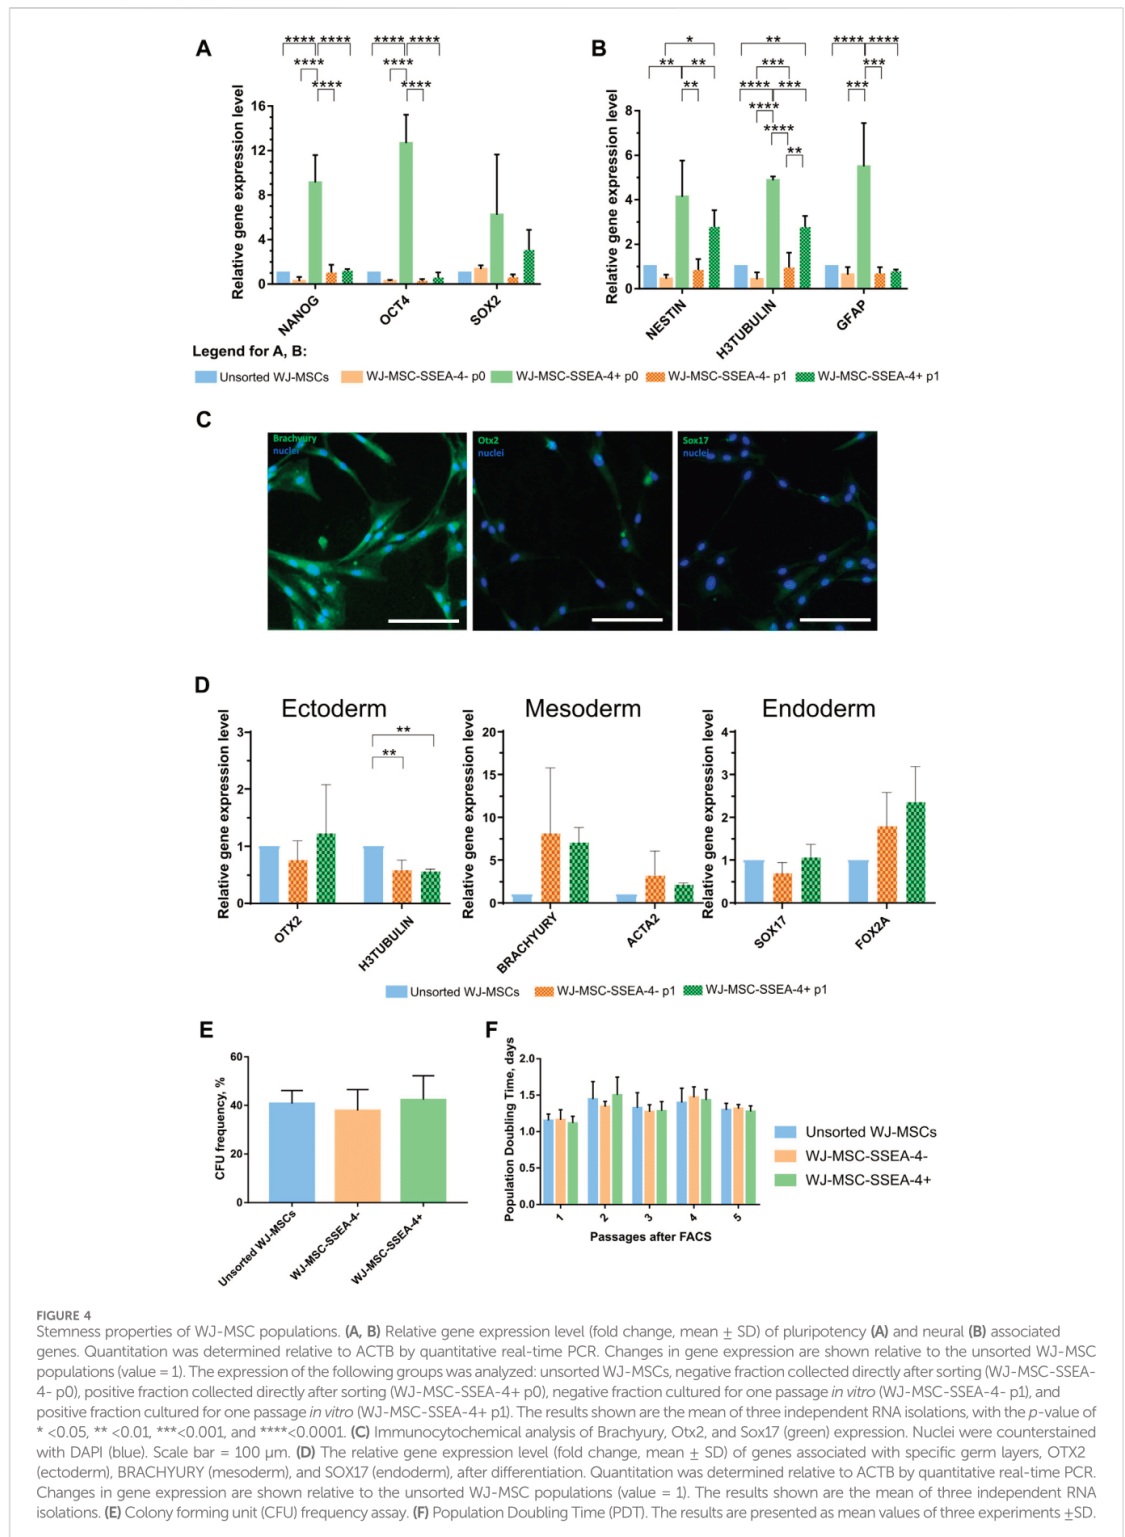 A
B
**** ****
**** ****
* **
**** ****
****
****
** **
***
***
****
****
**
**** ***
***
****
****
**
Relative gene expression level
16
12
8
4
0
NANOG
OCT4
SOX2
Relative gene expression level
8
6
4
2
0
NESTIN
H3TUBULIN
GFAP
Legend for A, B:
Unsorted WJ-MSCs WJ-MSC-SSEA-4- p0 WJ-MSC-SSEA-4+ p0 WJ-MSC-SSEA-4- p1 WJ-MSC-SSEA-4+ p1
C
Brachyury
nuclei
Otx2
nuclei
Sox17
nuclei
D
Ectoderm
Relative gene expression level
3
2
1
0
**
**
OTX2
H3TUBULIN
Mesoderm
Relative gene expression level
20
15
10
5
0
BRACHYURY
ACTA2
Endoderm
Relative gene expression level
4
3
2
1
0
SOX17
FOX2A
Unsorted WJ-MSCs WJ-MSC-SSEA-4- p1 WJ-MSC-SSEA-4+ p1
E
CFU frequency, %
60
40
20
0
Unsorted WJ-MSCs
WJ-MSC-SSEA-4-
WJ-MSC-SSEA-4+
F
Population Doubling Time, days
2.0
1.5
1.0
0.5
0.0
1 2 3 4 5
Passages after FACS
Unsorted WJ-MSCs
WJ-MSC-SSEA-4-
WJ-MSC-SSEA-4+
FIGURE 4
Stemness properties of WJ-MSC populations. (A, B) Relative gene expression level (fold change, mean ± SD) of pluripotency (A) and neural (B) associated
genes. Quantitation was determined relative to ACTB by quantitative real-time PCR. Changes in gene expression are shown relative to the unsorted WJ-MSC
populations (value = 1). The expression of the following groups was analyzed: unsorted WJ-MSCs, negative fraction collected directly after sorting (WJ-MSC-SSEA-
4- p0), positive fraction collected directly after sorting (WJ-MSC-SSEA-4+ p0), negative fraction cultured for one passage in vitro (WJ-MSC-SSEA-4- p1), and
positive fraction cultured for one passage in vitro (WJ-MSC-SSEA-4+ p1). The results shown are the mean of three independent RNA isolations, with the p-value of
* <0.05, ** <0.01, ***<0.001, and ****<0.0001. (C) Immunocytochemical analysis of Brachyury, Otx2, and Sox17 (green) expression. Nuclei were counterstained
with DAPI (blue). Scale bar = 100 μm. (D) The relative gene expression level (fold change, mean ± SD) of genes associated with specific germ layers, OTX2
(ectoderm), BRACHYURY (mesoderm), and SOX17 (endoderm), after differentiation. Quantitation was determined relative to ACTB by quantitative real-time PCR.
Changes in gene expression are shown relative to the unsorted WJ-MSC populations (value = 1). The results shown are the mean of three independent RNA
isolations. (E) Colony forming unit (CFU) frequency assay. (F) Population Doubling Time (PDT). The results are presented as mean values of three experiments ±SD.